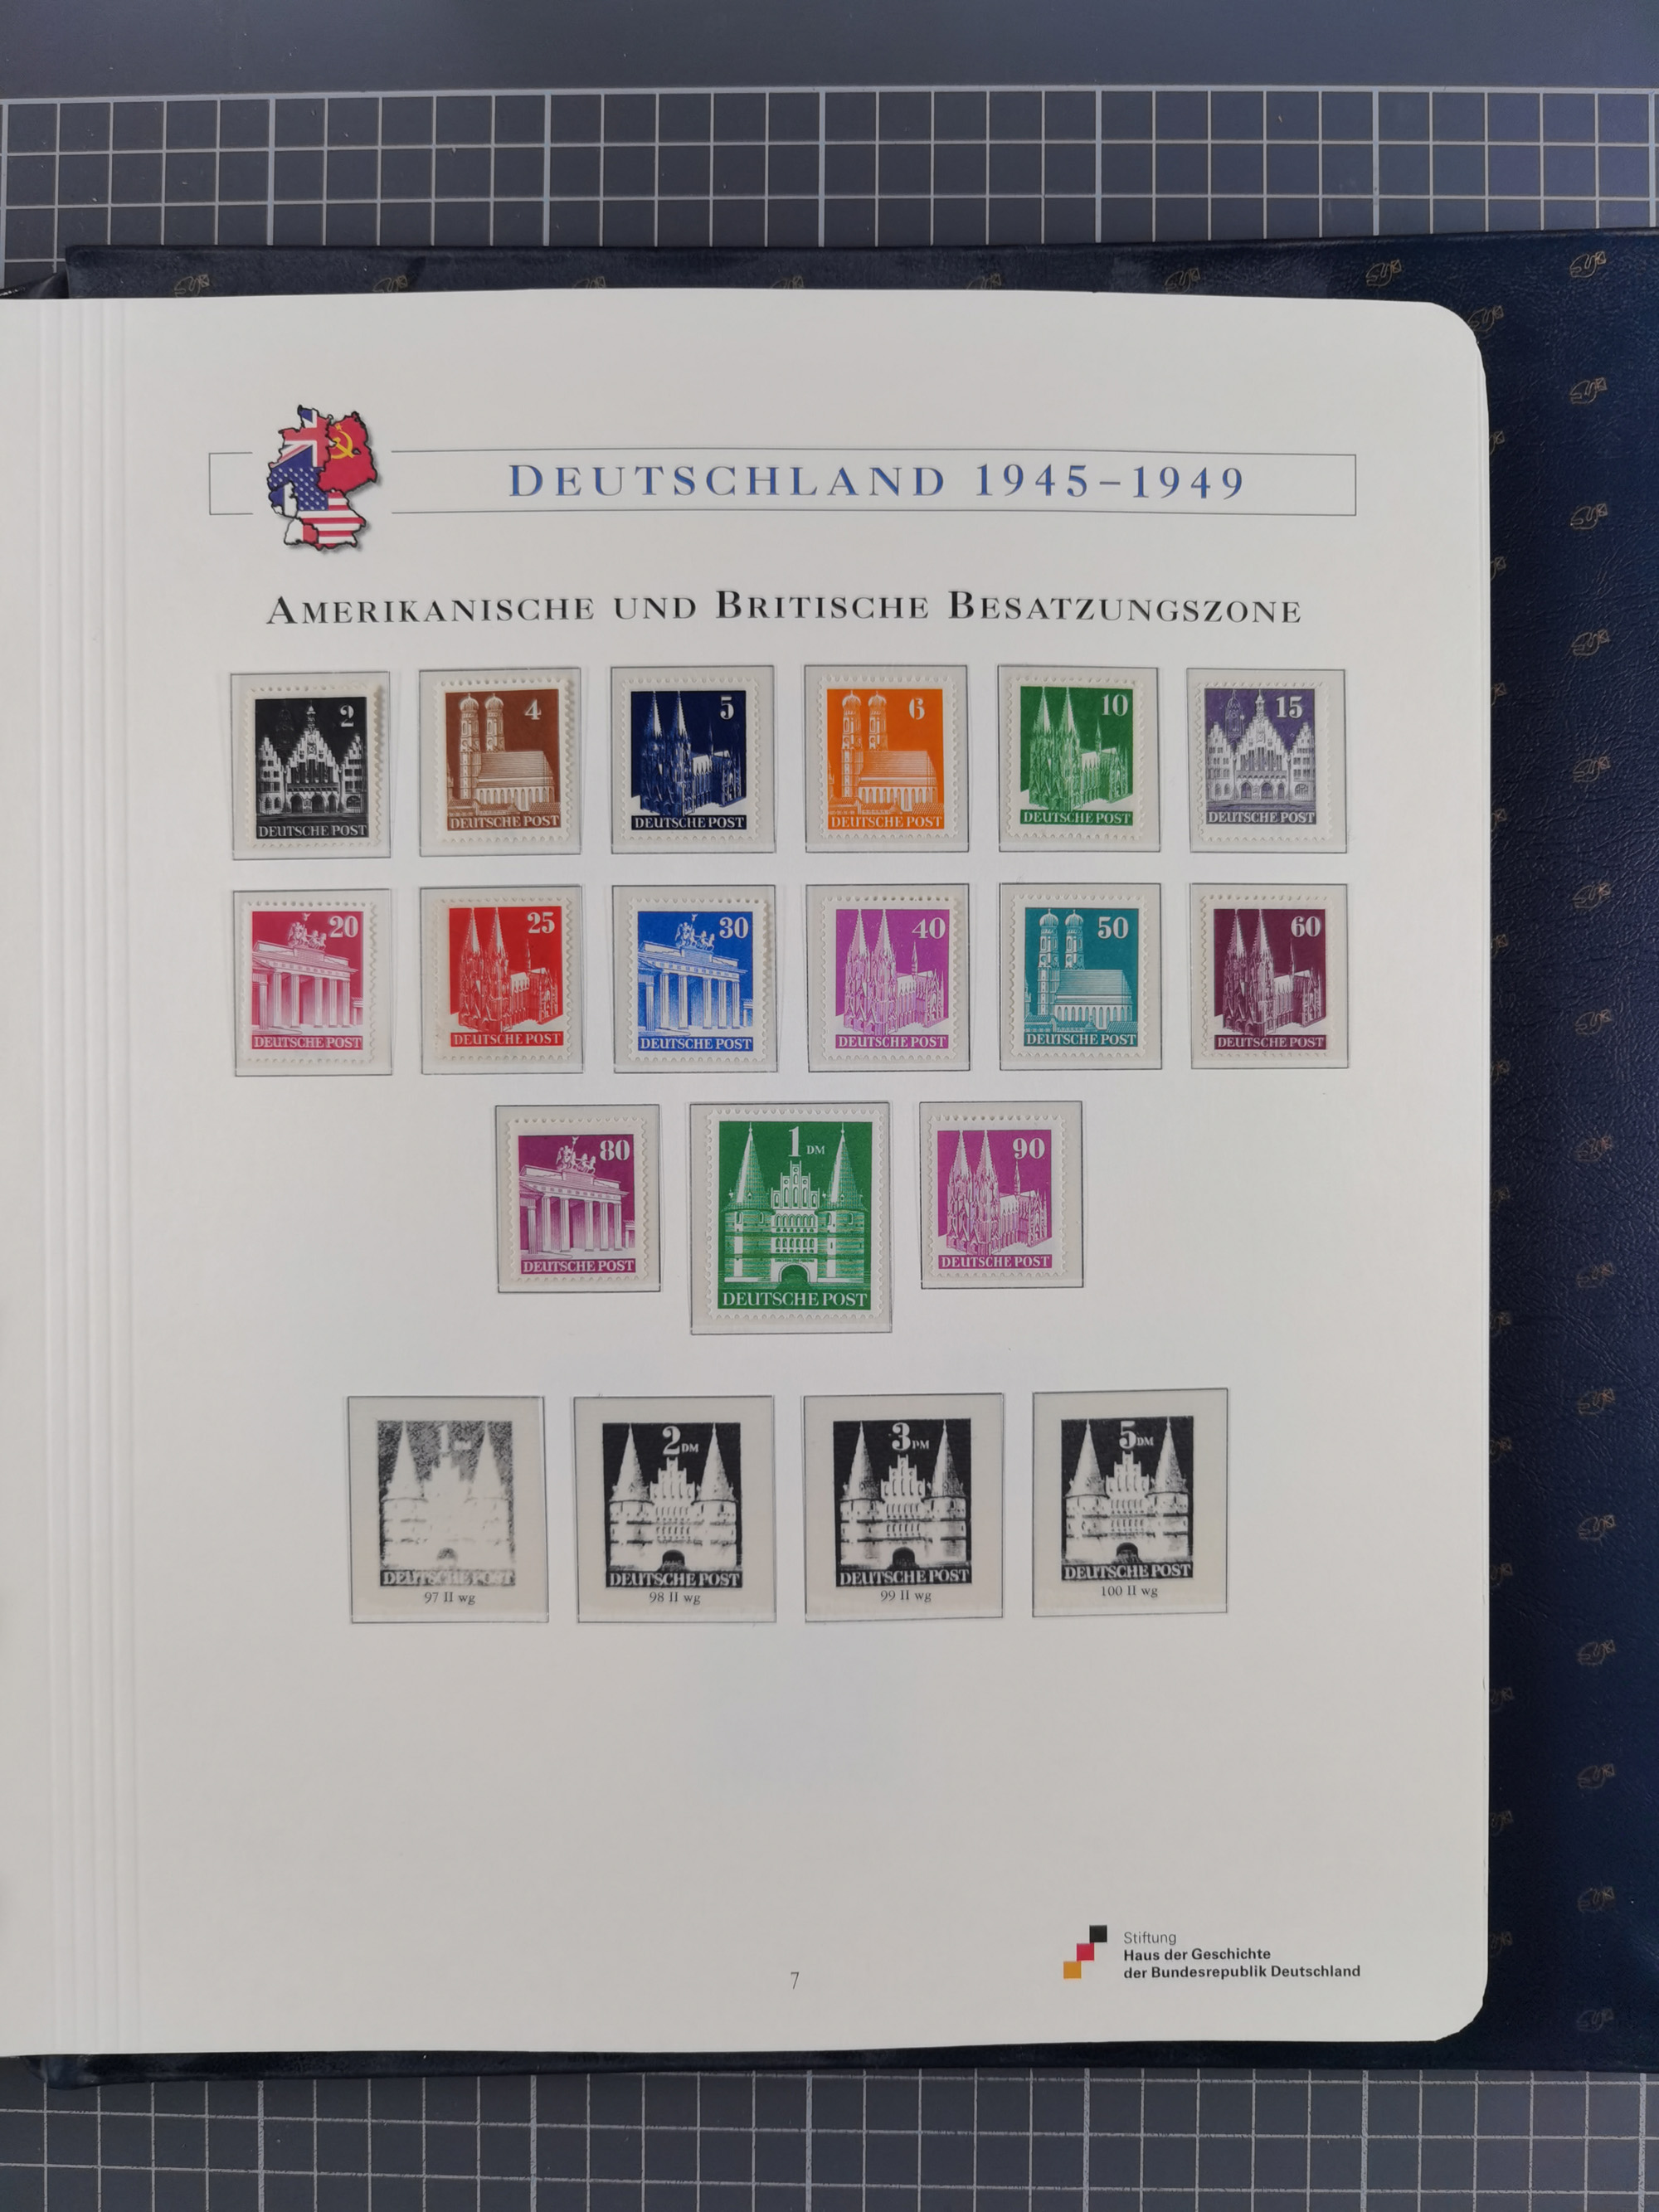 DEUTSCHLAND 1945–1949
AMERIKANISCHE UND BRITISCHE BESATZUNGSZONE
2
DEUTSCHE POST
4
DEUTSCHE POST
5
DEUTSCHE POST
6
DEUTSCHE POST
10
DEUTSCHE POST
15
DEUTSCHE POST
20
DEUTSCHE POST
25
DEUTSCHE POST
30
DEUTSCHE POST
40
DEUTSCHE POST
50
DEUTSCHE POST
60
DEUTSCHE POST
80
DEUTSCHE POST
1 DM
DEUTSCHE POST
90
DEUTSCHE POST
1
DEUTSCHE POST
97 II wg
2 DM
DEUTSCHE POST
98 II wg
3 DM
DEUTSCHE POST
99 II wg
5 DM
DEUTSCHE POST
100 II wg
Stiftung
Haus der Geschichte
der Bundesrepublik Deutschland
7